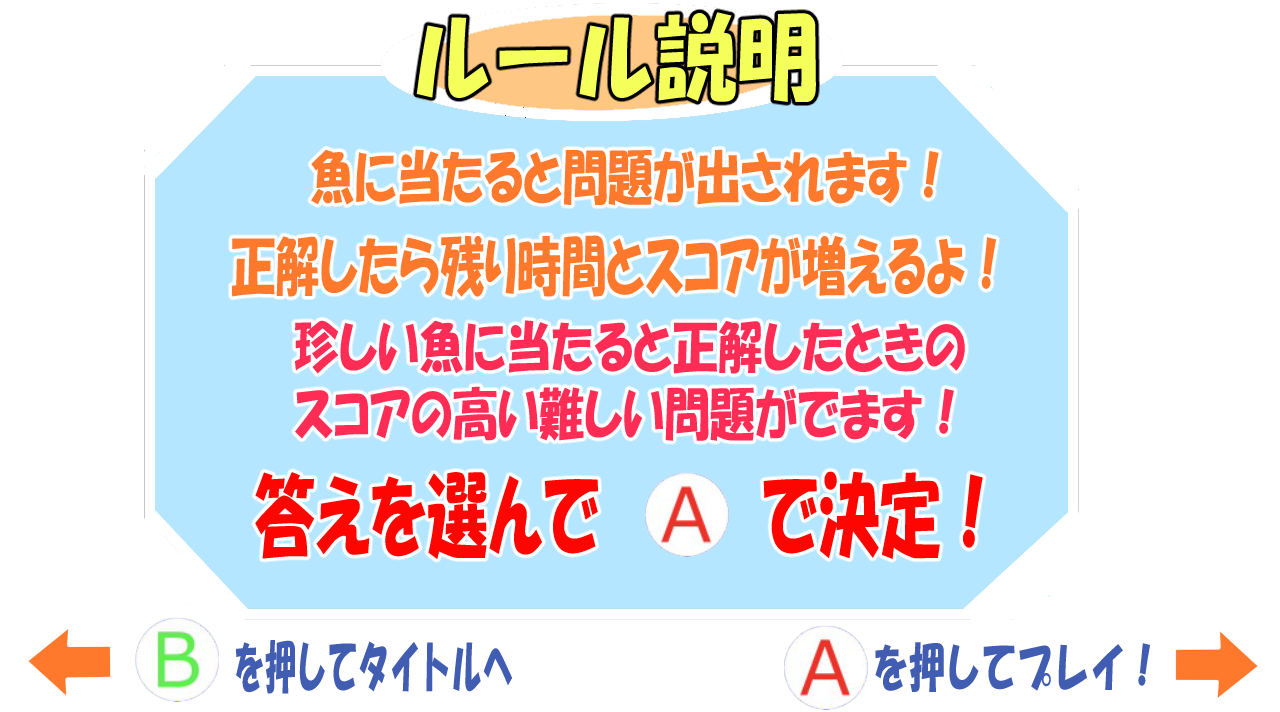 ルール説明
魚に当たると問題が出されます！
正解したら残り時間とスコアが増えるよ！
珍しい魚に当たると正解したときの
スコアの高い難しい問題がでます！
答えを選んで A で決定！
B を押してタイトルへ
A を押してプレイ！